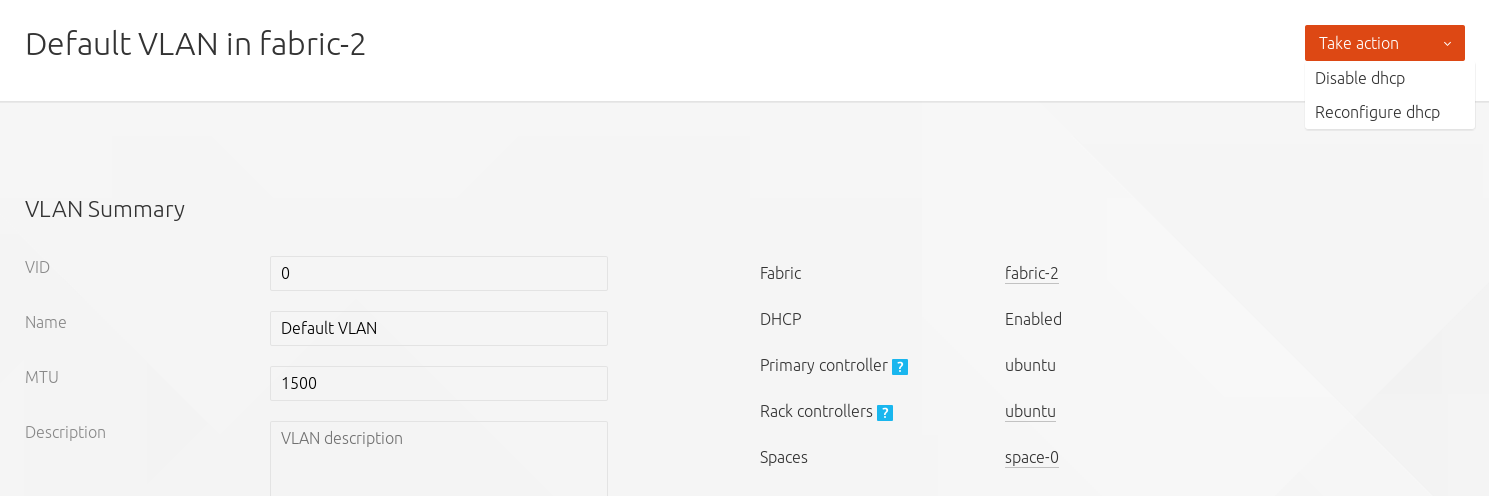 Default VLAN in fabric-2
Take action
Disable dhcp
Reconfigure dhcp
VLAN Summary
VID
0
Name
Default VLAN
MTU
1500
Description
VLAN description
Fabric
fabric-2
DHCP
Enabled
Primary controller ?
ubuntu
Rack controllers ?
ubuntu
Spaces
space-0